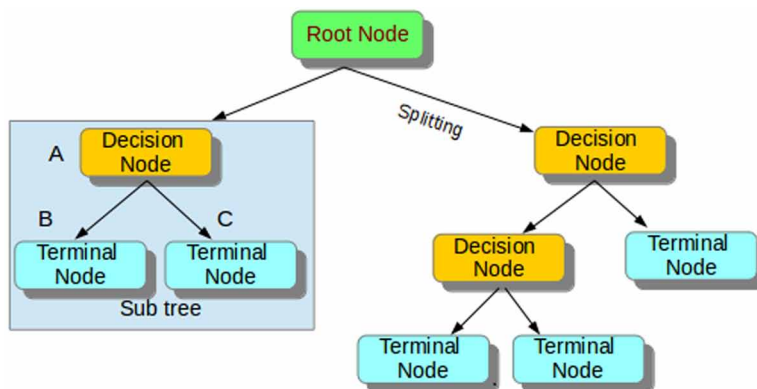 Root Node
Splitting
A
Decision
Node
Decision
Node
B
C
Terminal
Node
Terminal
Node
Sub tree
Decision
Node
Terminal
Node
Terminal
Node
Terminal
Node